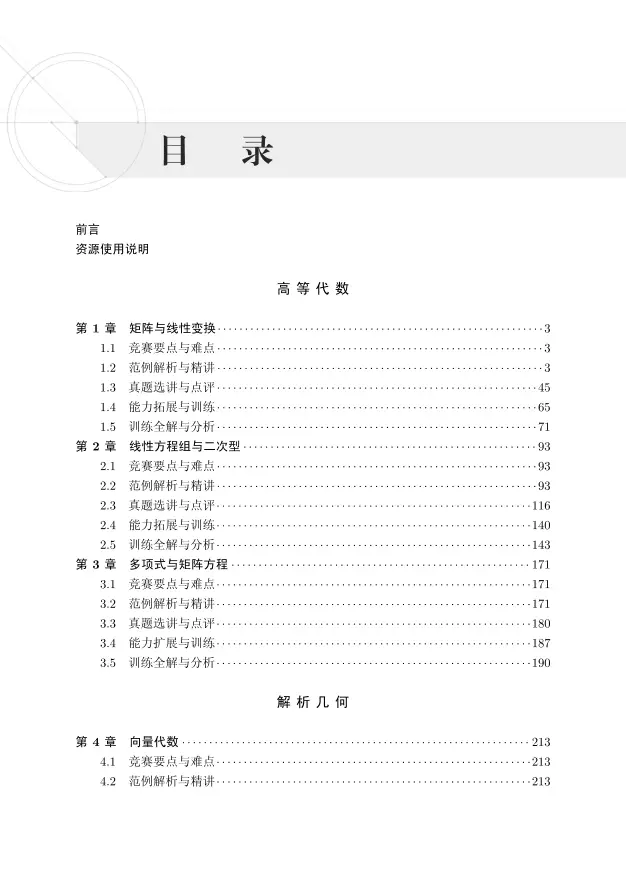 目 录
前言
资源使用说明
高等代数
第 1 章 矩阵与线性变换 3
1.1 竞赛要点与难点 3
1.2 范例解析与精讲 3
1.3 真题选讲与点评 45
1.4 能力拓展与训练 65
1.5 训练全解与分析 71
第 2 章 线性方程组与二次型 93
2.1 竞赛要点与难点 93
2.2 范例解析与精讲 93
2.3 真题选讲与点评 116
2.4 能力拓展与训练 140
2.5 训练全解与分析 143
第 3 章 多项式与矩阵方程 171
3.1 竞赛要点与难点 171
3.2 范例解析与精讲 171
3.3 真题选讲与点评 180
3.4 能力扩展与训练 187
3.5 训练全解与分析 190
解析几何
第 4 章 向量代数 213
4.1 竞赛要点与难点 213
4.2 范例解析与精讲 213